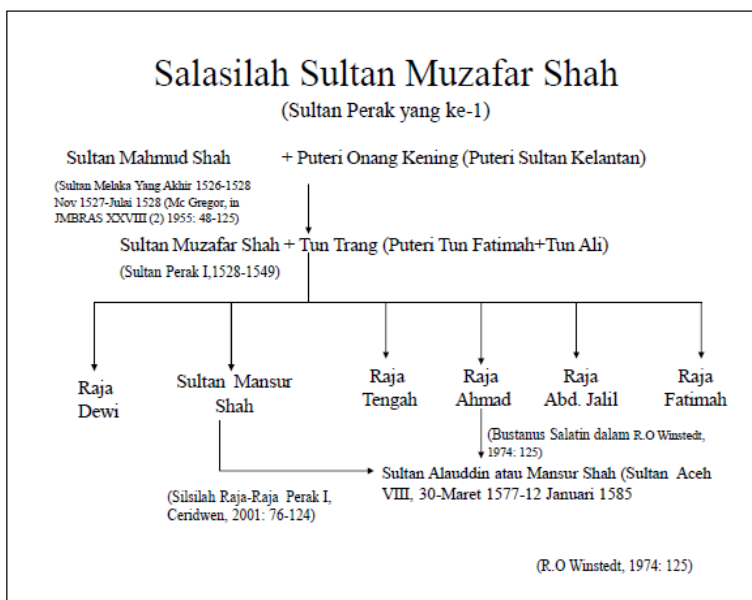 Salasilah Sultan Muzafar Shah
(Sultan Perak yang ke-1)
Sultan Mahmud Shah + Puteri Onang Kening (Puteri Sultan Kelantan)
(Sultan Melaka Yang Akhir 1526-1528
Nov 1527-Julai 1528 (Mc Gregor, in
JMBRAS XXVIII (2) 1955: 48-125)
Sultan Muzafar Shah + Tun Trang (Puteri Tun Fatimah+Tun Ali)
(Sultan Perak I,1528-1549)
Raja
Dewi
Sultan Mansur
Shah
Raja
Tengah
Raja
Ahmad
Raja
Abd. Jalil
Raja
Fatimah
(Bustanus Salatin dalam R.O Winstedt,
1974: 125)
Sultan Alauddin atau Mansur Shah (Sultan Aceh
VIII, 30-Maret 1577-12 Januari 1585
(Silsilah Raja-Raja Perak I,
Ceridwen, 2001: 76-124)
(R.O Winstedt, 1974: 125)